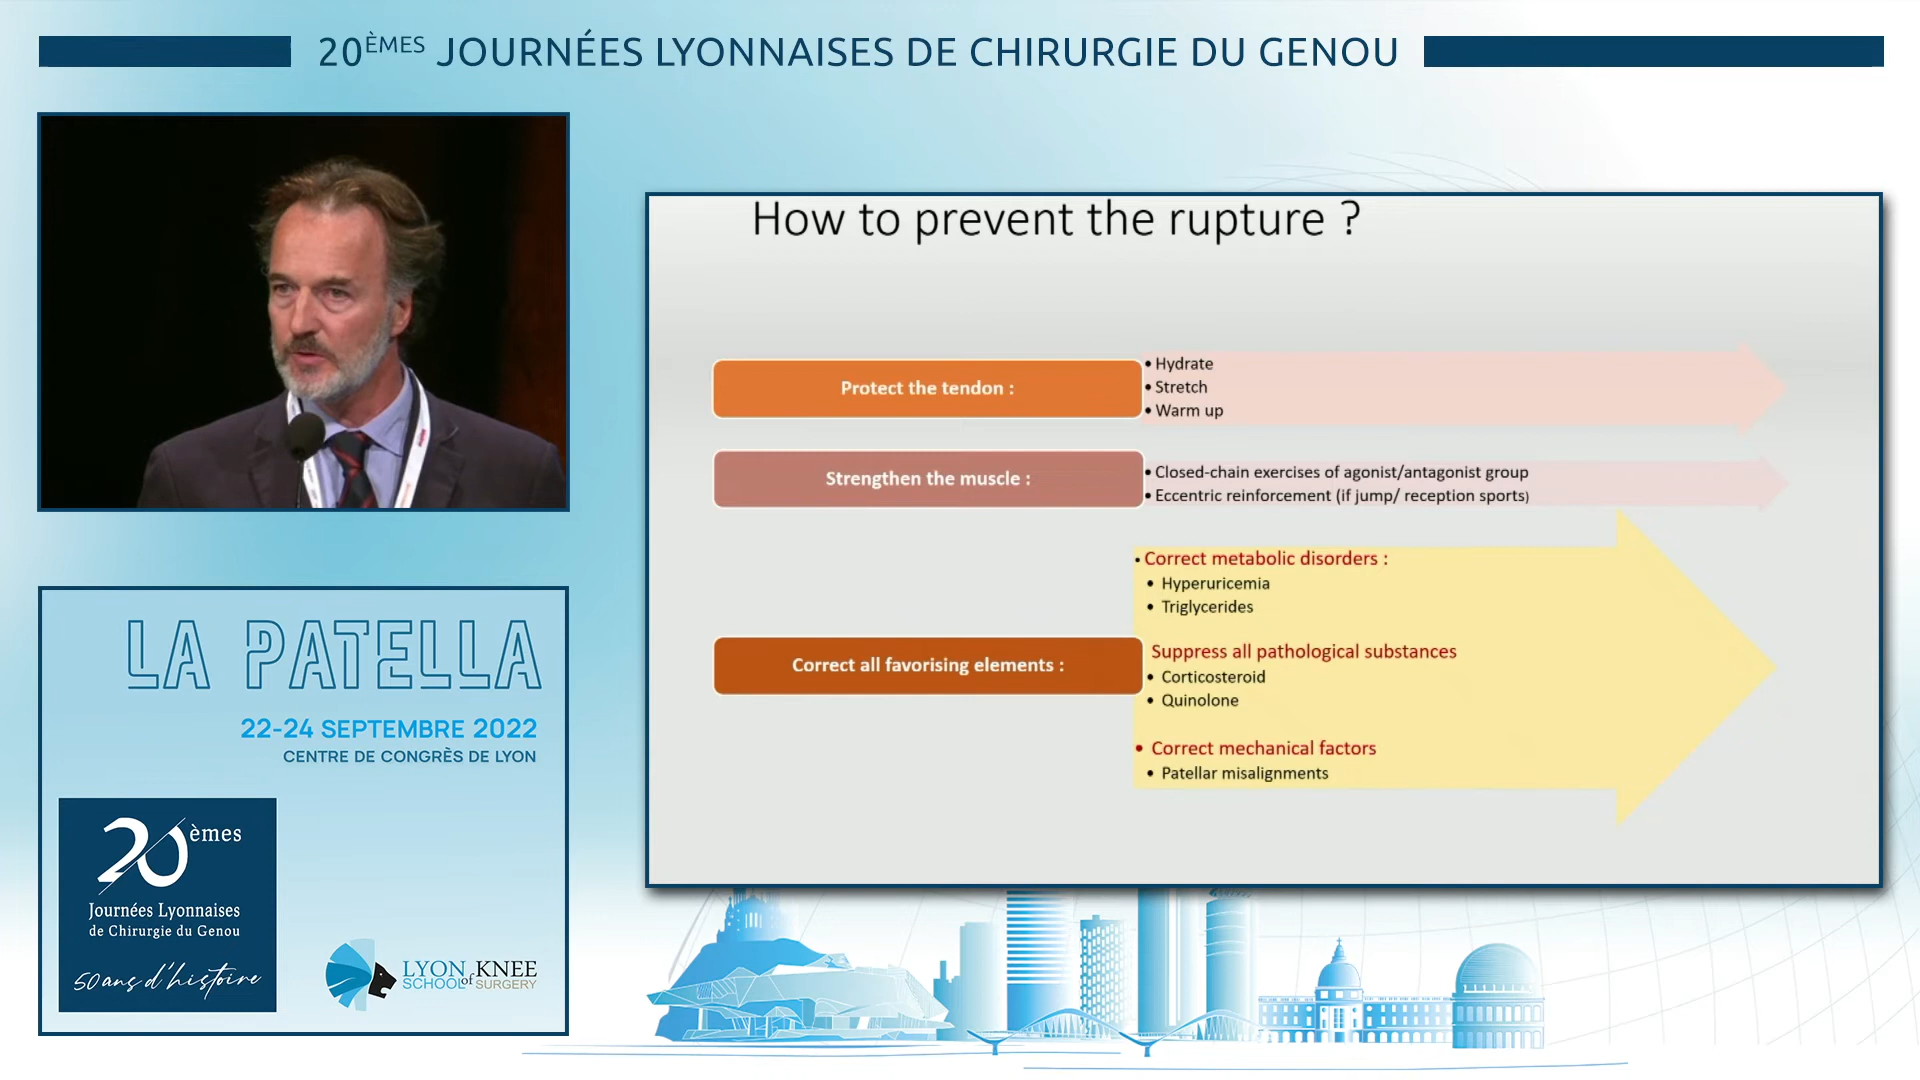 20ÈMES JOURNÉES LYONNAISES DE CHIRURGIE DU GENOU
How to prevent the rupture ?
Protect the tendon :
• Hydrate
• Stretch
• Warm up
Strengthen the muscle :
• Closed-chain exercises of agonist/antagonist group
• Eccentric reinforcement (if jump/ reception sports)
Correct all favorising elements :
• Correct metabolic disorders :
• Hyperuricemia
• Triglycerides
Suppress all pathological substances
• Corticosteroid
• Quinolone
• Correct mechanical factors
• Patellar misalignments
LA PATELLA
22-24 SEPTEMBRE 2022
CENTRE DE CONGRÈS DE LYON
20èmes
Journées Lyonnaises
de Chirurgie du Genou
50 ans d'histoire
LYON KNEE
SCHOOL of SURGERY